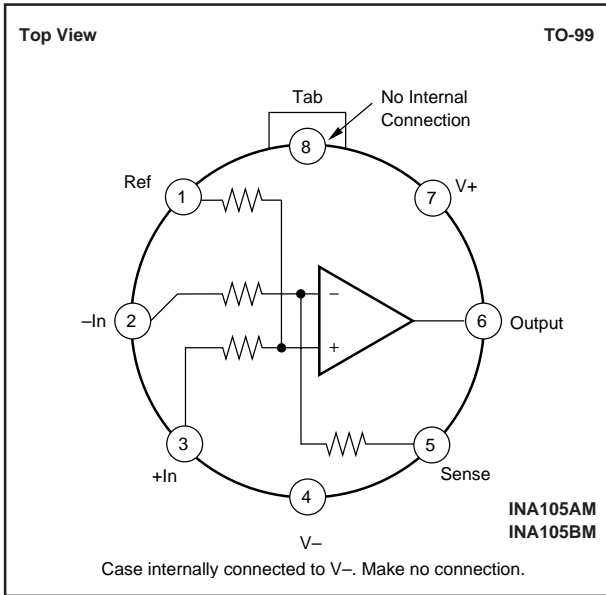 Top View
TO-99
Tab
No Internal
Connection
8
Ref
1
7
V+
–In
2
–
+
6
Output
3
+In
5
Sense
4
V–
INA105AM
INA105BM
Case internally connected to V–. Make no connection.